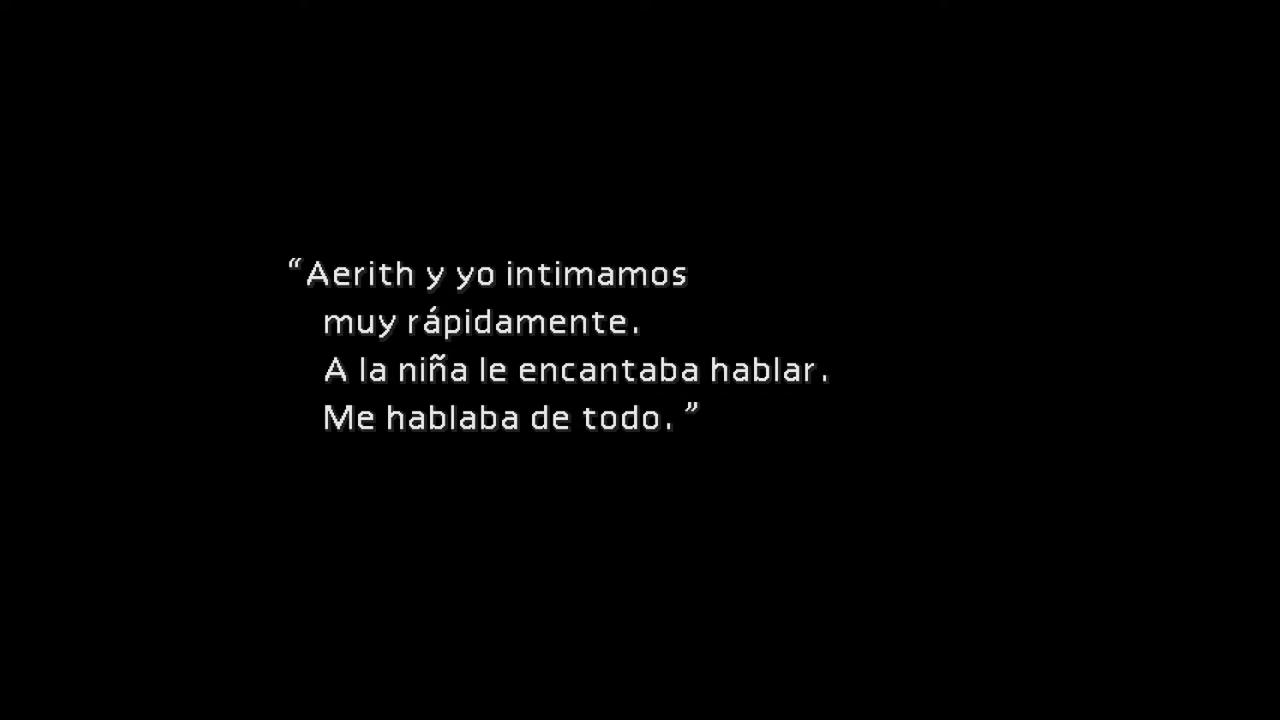 “Aerith y yo intimamos
muy rápidamente.
A la niña le encantaba hablar.
Me hablaba de todo. ”